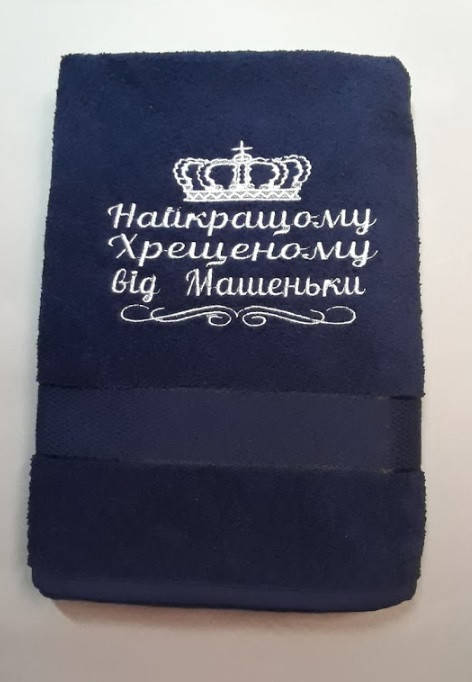 Найкращому
Хрещеному
від Машеньки